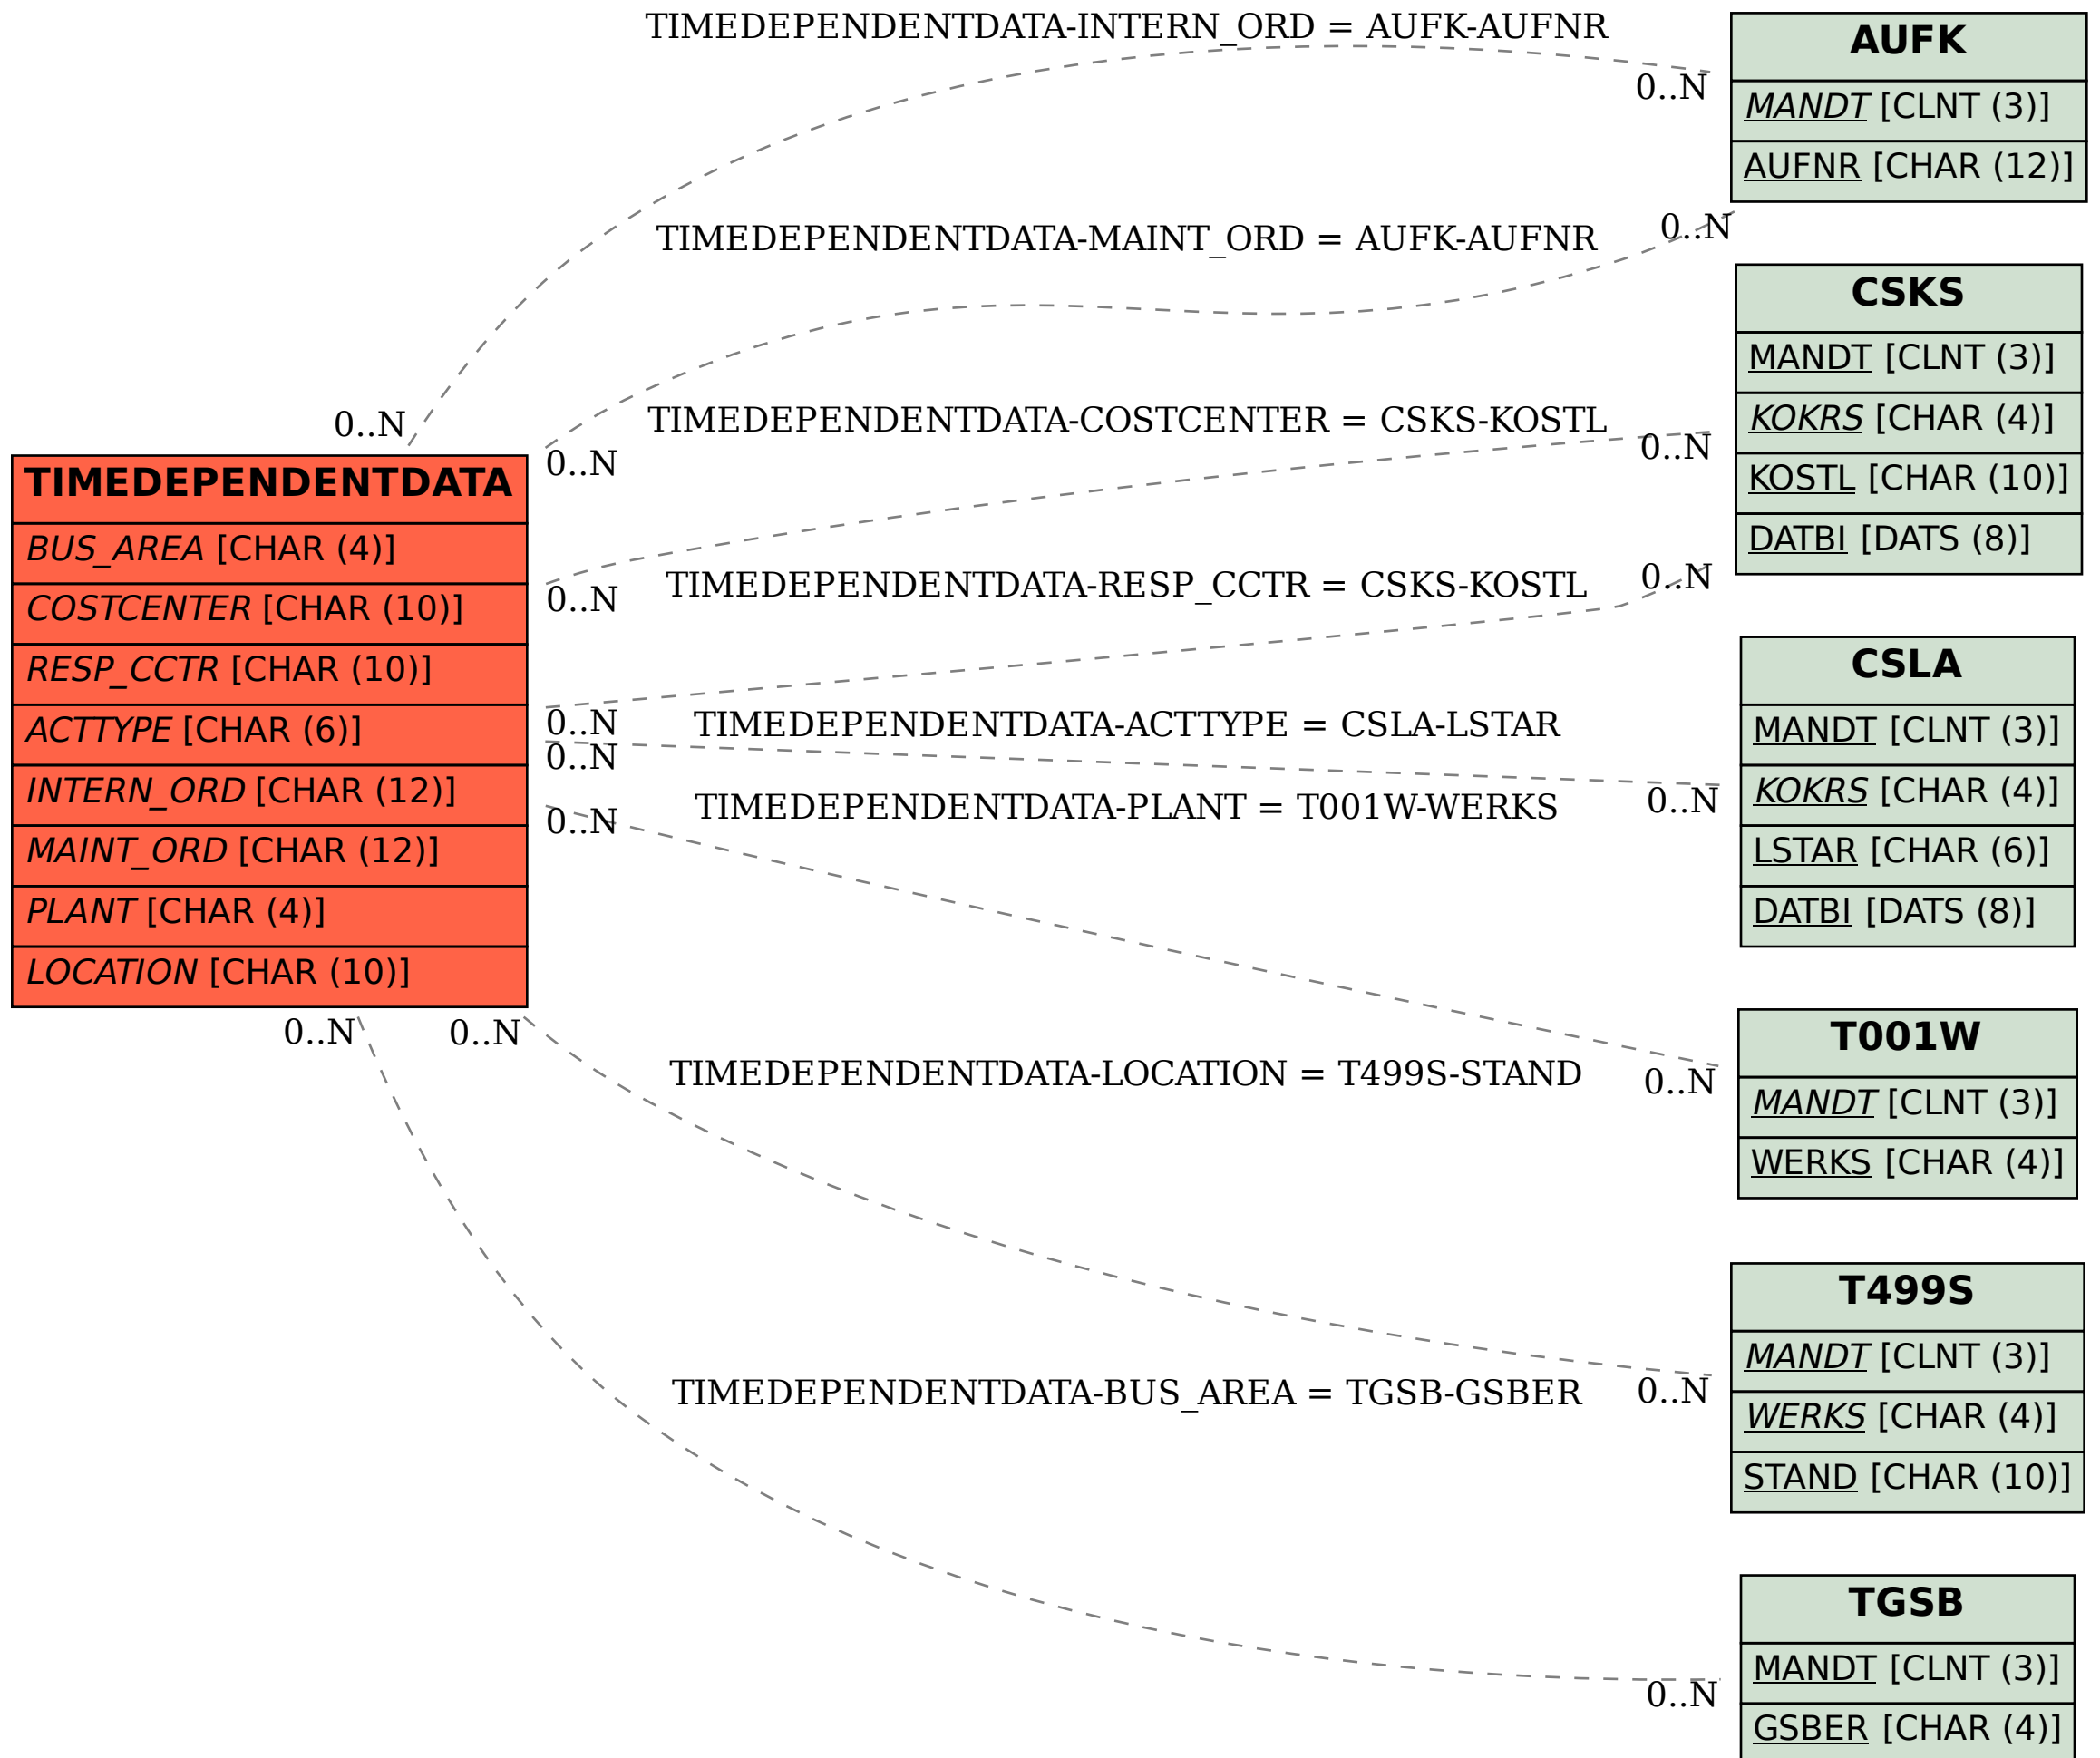 TIMEDEPENDENTDATA-INTERN_ORD = AUFK-AUFNR
0..N
0..N
TIMEDEPENDENTDATA-MAINT_ORD = AUFK-AUFNR
0..N
0..N
TIMEDEPENDENTDATA-COSTCENTER = CSKS-KOSTL
0..N
0..N
TIMEDEPENDENTDATA-RESP_CCTR = CSKS-KOSTL
0..N
0..N
TIMEDEPENDENTDATA-ACTTYPE = CSLA-LSTAR
0..N
0..N
TIMEDEPENDENTDATA-PLANT = T001W-WERKS
0..N
0..N
TIMEDEPENDENTDATA-LOCATION = T499S-STAND
0..N
0..N
TIMEDEPENDENTDATA-BUS_AREA = TGSB-GSBER
0..N
0..N
TIMEDEPENDENTDATA
BUS_AREA [CHAR (4)]
COSTCENTER [CHAR (10)]
RESP_CCTR [CHAR (10)]
ACTTYPE [CHAR (6)]
INTERN_ORD [CHAR (12)]
MAINT_ORD [CHAR (12)]
PLANT [CHAR (4)]
LOCATION [CHAR (10)]
AUFK
MANDT [CLNT (3)]
AUFNR [CHAR (12)]
CSKS
MANDT [CLNT (3)]
KOKRS [CHAR (4)]
KOSTL [CHAR (10)]
DATBI [DATS (8)]
CSLA
MANDT [CLNT (3)]
KOKRS [CHAR (4)]
LSTAR [CHAR (6)]
DATBI [DATS (8)]
T001W
MANDT [CLNT (3)]
WERKS [CHAR (4)]
T499S
MANDT [CLNT (3)]
WERKS [CHAR (4)]
STAND [CHAR (10)]
TGSB
MANDT [CLNT (3)]
GSBER [CHAR (4)]